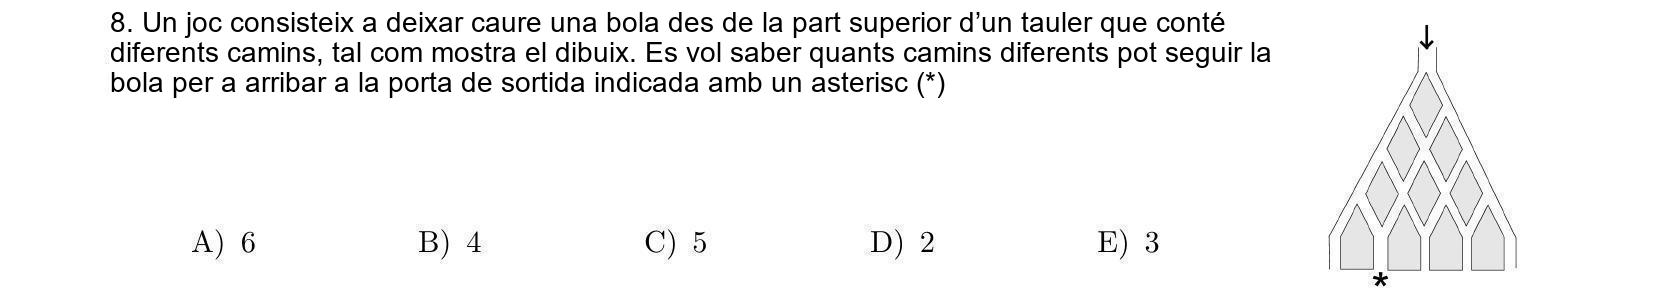 8. Un joc consisteix a deixar caure una bola des de la part superior d’un tauler que conté
diferents camins, tal com mostra el dibuix. Es vol saber quants camins diferents pot seguir la
bola per a arribar a la porta de sortida indicada amb un asterisc (*)
A) 6 B) 4 C) 5 D) 2 E) 3
*